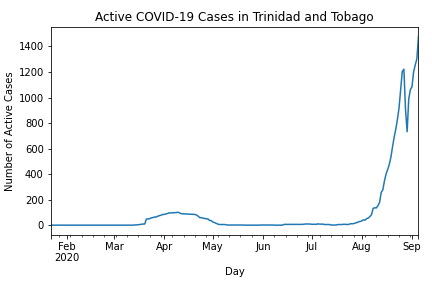 Active COVID-19 Cases in Trinidad and Tobago
Number of Active Cases
1400
1200
1000
800
600
400
200
0
Feb Mar Apr May Jun Jul Aug Sep
2020
Day